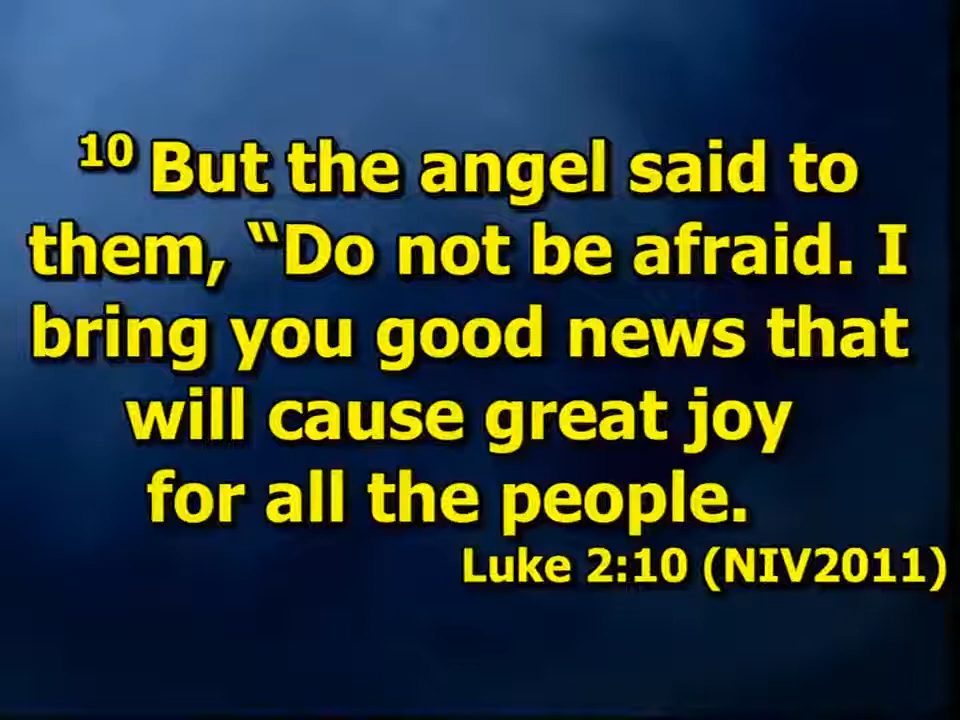 10 But the angel said to
them, “Do not be afraid. I
bring you good news that
will cause great joy
for all the people.
Luke 2:10 (NIV2011)